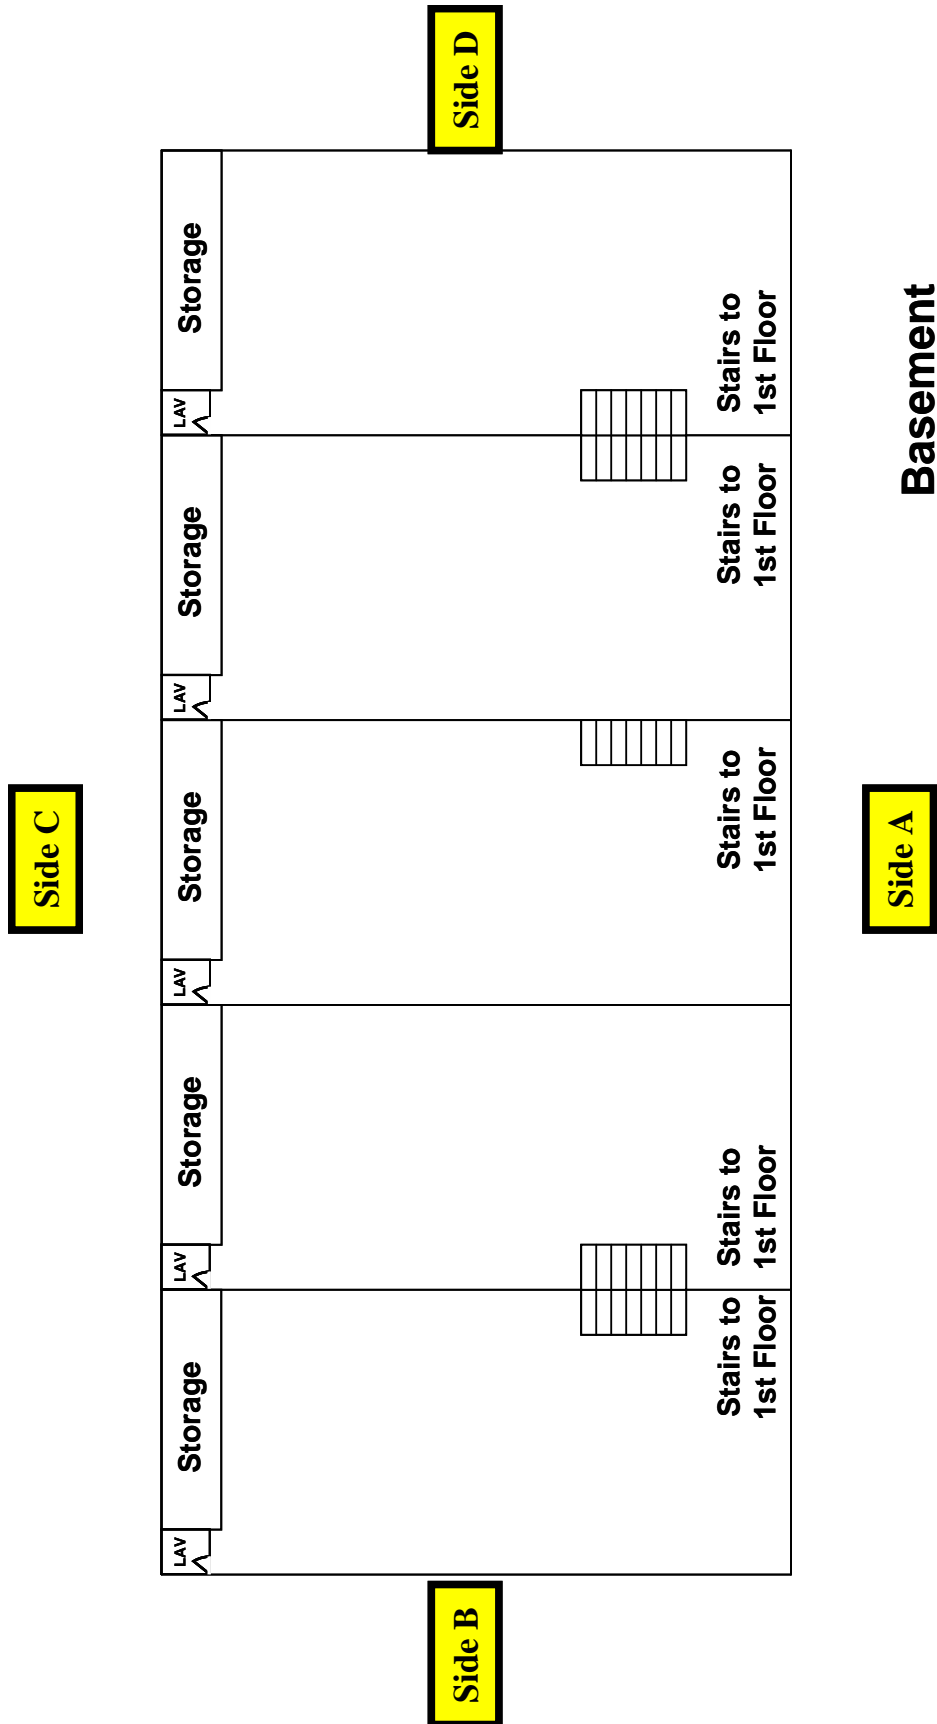 Side C
LAV
Storage
LAV
Storage
LAV
Storage
LAV
Storage
LAV
Storage
Side B
Side D
Stairs to
1st Floor
Stairs to
1st Floor
Stairs to
1st Floor
Stairs to
1st Floor
Stairs to
1st Floor
Side A
Basement